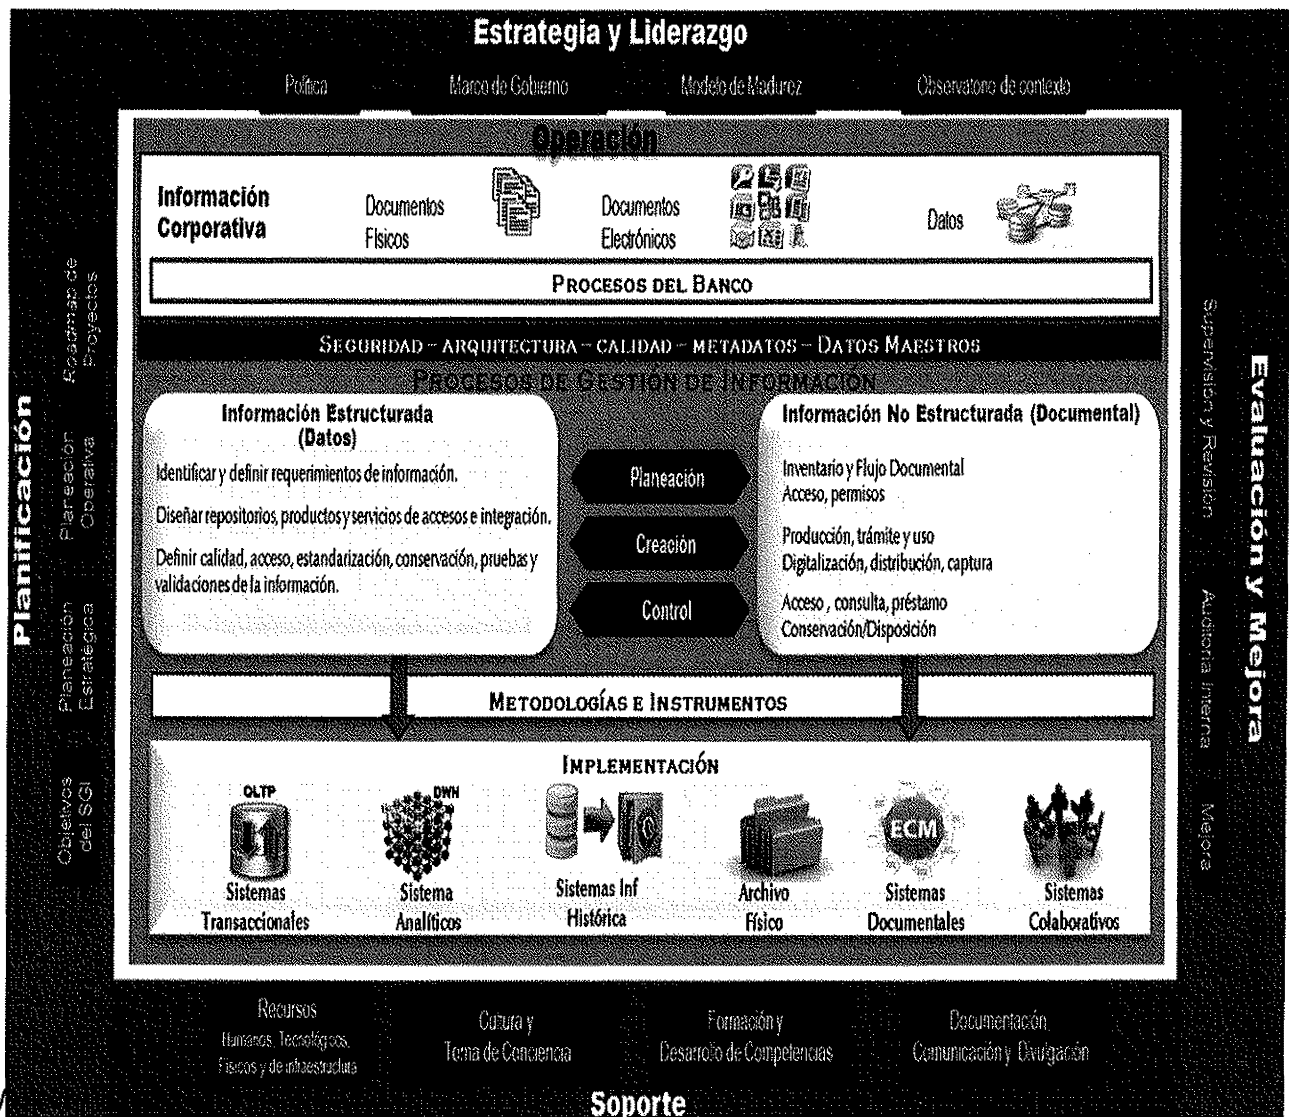 Estrategia y Liderazgo
Política
Marco de Gobierno
Modelo de Madurez
Observatorio de contexto
Operación
Información
Corporativa
Documentos
Físicos
Documentos
Electrónicos
Datos
PROCESOS DEL BANCO
SEGURIDAD – ARQUITECTURA – CALIDAD – METADATOS – DATOS MAESTROS
PROCESOS DE GESTIÓN DE INFORMACIÓN
Información Estructurada
(Datos)
Identificar y definir requerimientos de información.
Diseñar repositorios, productos y servicios de accesos e integración.
Definir calidad, acceso, estandarización, conservación, pruebas y
validaciones de la información.
Planeación
Creación
Control
Información No Estructurada (Documental)
Inventario y Flujo Documental
Acceso, permisos
Producción, trámite y uso
Digitalización, distribución, captura
Acceso , consulta, préstamo
Conservación/Disposición
METODOLOGÍAS E INSTRUMENTOS
IMPLEMENTACIÓN
OLTP
Sistemas
Transaccionales
DWH
Sistema
Analíticos
Sistemas Inf
Histórica
Archivo
Físico
ECM
Sistemas
Documentales
Sistemas
Colaborativos
Planificación
Roadmap de
Proyectos
Planeación
Operativa
Planeación
Estratégica
Objetivos
del SGI
Evaluación y Mejora
Supervisión y Revisión
Auditoria Interna
Mejora
Recursos
Humanos, Tecnológicos,
Físicos y de infraestructura
Cultura y
Toma de Conciencia
Formación y
Desarrollo de Competencias
Documentación,
Comunicación y Divulgación
Soporte